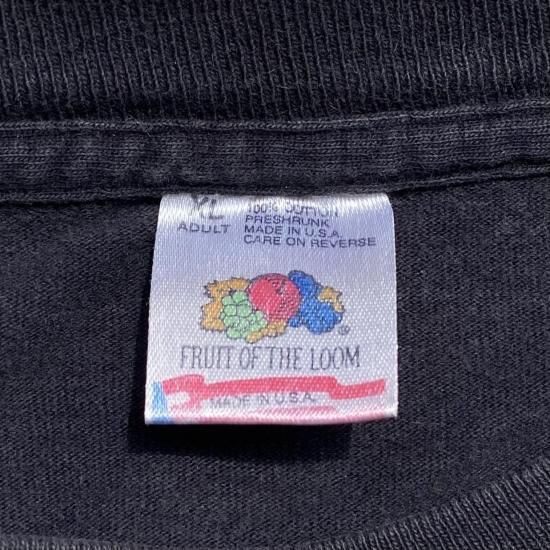 XL
ADULT
100% COTTON
PRESHRUNK
MADE IN U.S.A.
CARE ON REVERSE
®
FRUIT OF THE LOOM
MADE IN U.S.A.